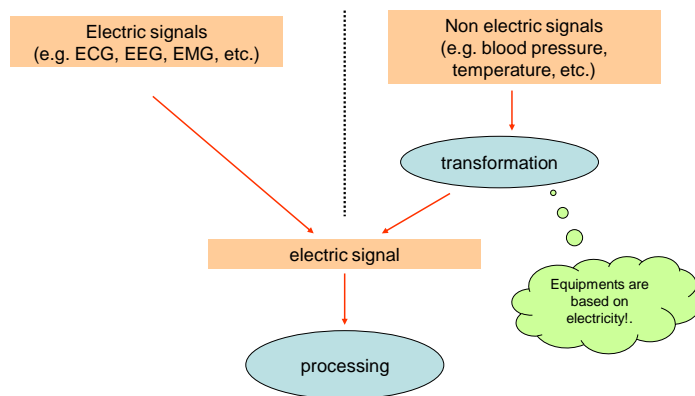 Electric signals
(e.g. ECG, EEG, EMG, etc.)
Non electric signals
(e.g. blood pressure,
temperature, etc.)
transformation
electric signal
Equipments are
based on
electricity!.
processing